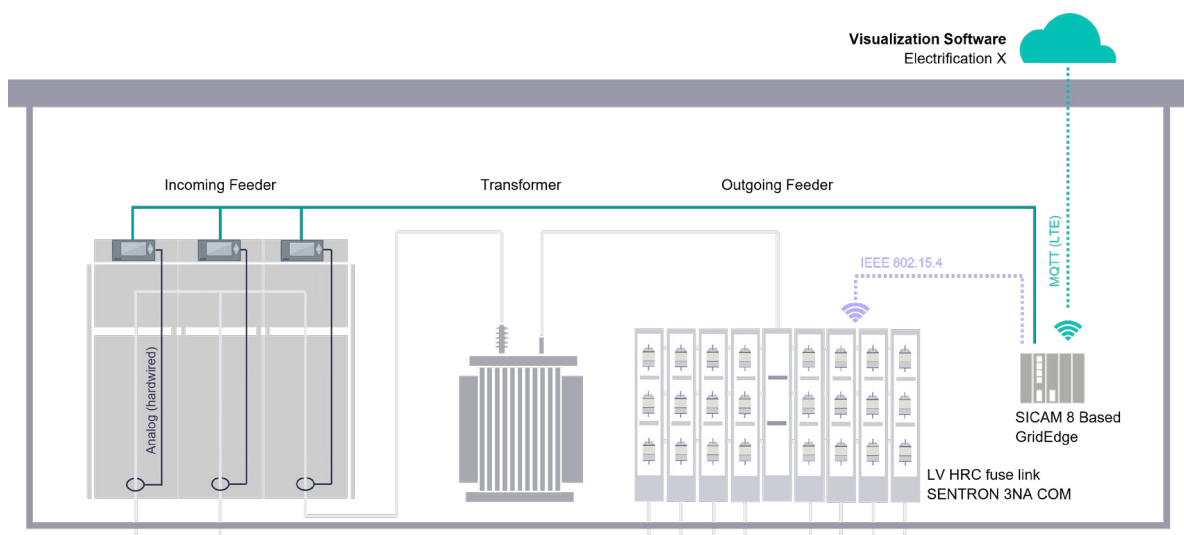 Visualization Software
Electrification X
Incoming Feeder
Transformer
Outgoing Feeder
MQTT (LTE)
IEEE 802.15.4
Analog (hardwired)
SICAM 8 Based
GridEdge
LV HRC fuse link
SENTRON 3NA COM